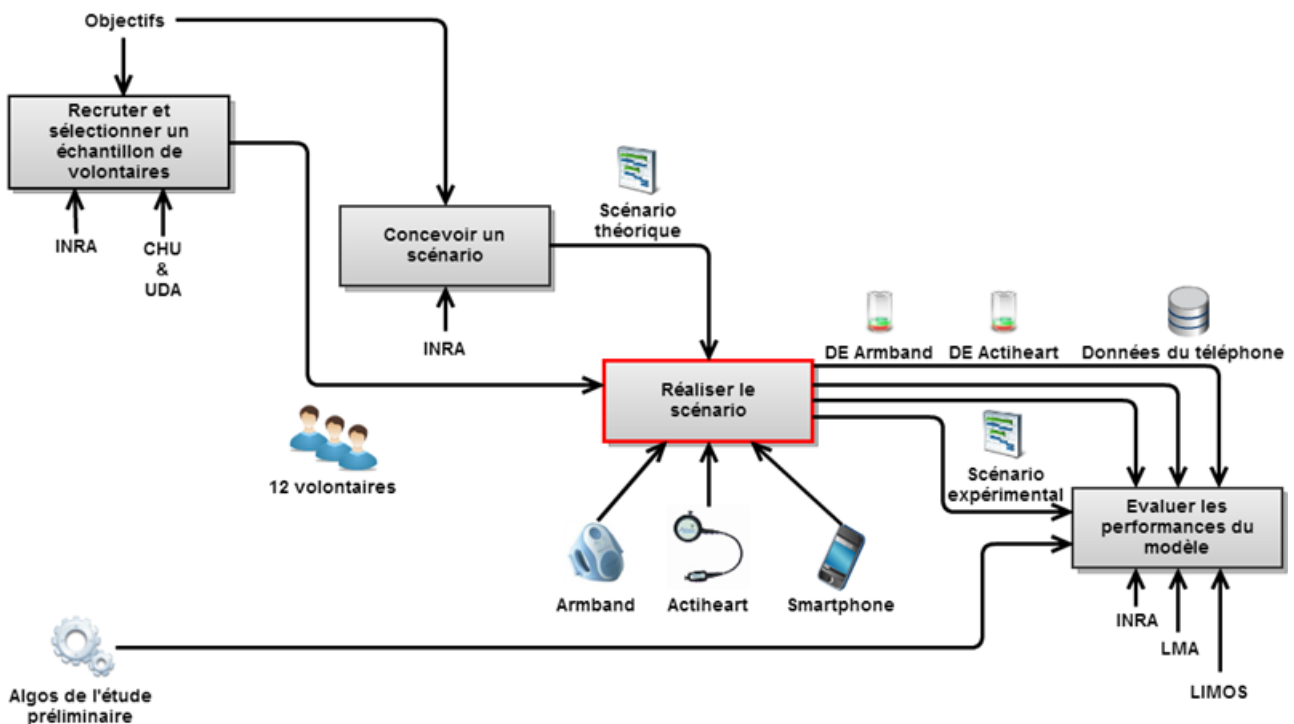 Objectifs
Recruter et
sélectionner un
échantillon de
volontaires
INRA
CHU
&
UDA
Concevoir un
scénario
INRA
Scénario
théorique
12 volontaires
Réaliser le
scénario
DE Armband
DE Actiheart
Données du téléphone
Scénario
expérimental
Armband
Actiheart
Smartphone
Evaluer les
performances du
modèle
INRA
LMA
LIMOS
Algos de l'étude
préliminaire